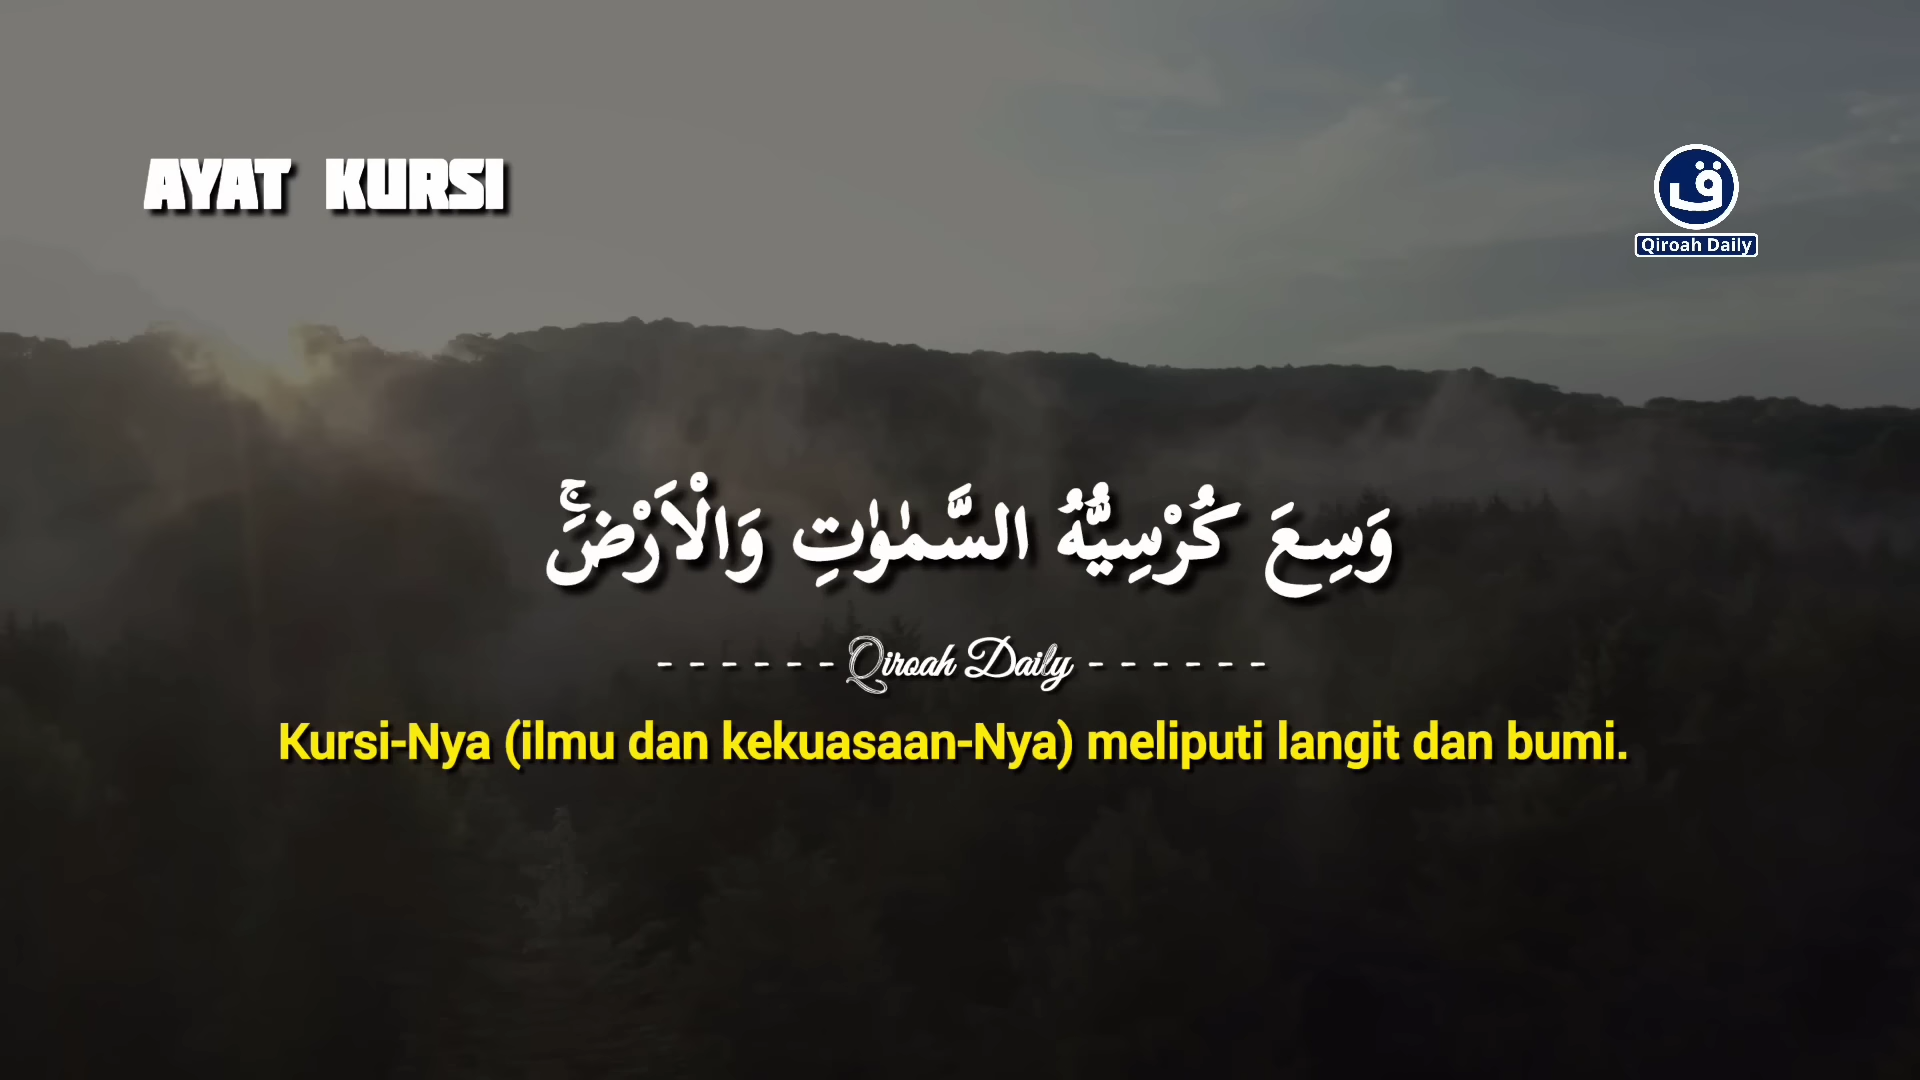 AYAT KURSI
ق
Qiroah Daily
وَسِعَ كُرْسِيُّهُ السَّمٰوٰتِ وَالْاَرْضَۚ
- - - - - - Qiroah Daily - - - - - -
Kursi-Nya (ilmu dan kekuasaan-Nya) meliputi langit dan bumi.